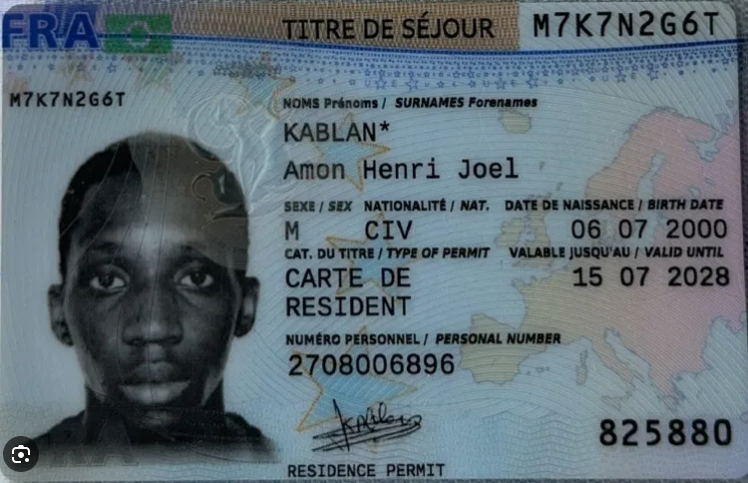 FRA
TITRE DE SÉJOUR
M7K7N2G6T
M7K7N2G6T
NOMS Prénoms / SURNAMES Forenames
KABLAN*
Amon Henri Joel
SEXE / SEX NATIONALITÉ / NAT. DATE DE NAISSANCE / BIRTH DATE
M CIV 06 07 2000
CAT. DU TITRE / TYPE OF PERMIT VALABLE JUSQU'AU / VALID UNTIL
CARTE DE 15 07 2028
RESIDENT
NUMÉRO PERSONNEL / PERSONAL NUMBER
2708006896
Kablan
825880
RESIDENCE PERMIT